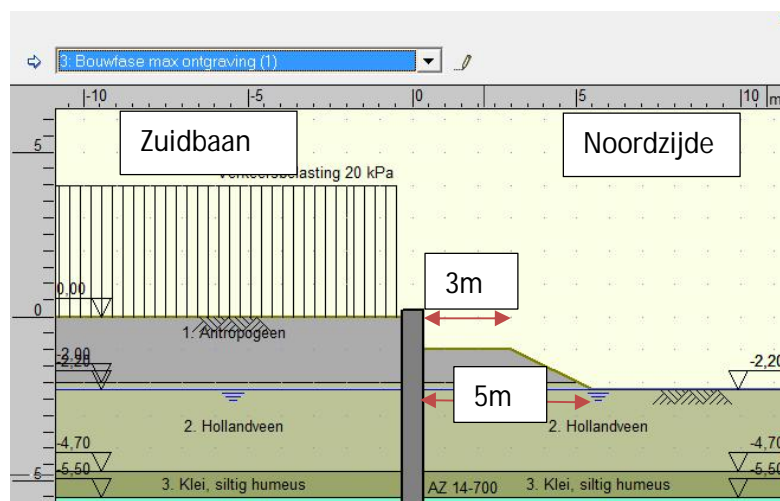 3: Bouwfase max ontgraving (1)
-10 -5 0 5 10 m
Zuidbaan
Noordzijde
Verkeersbelasting 20 kPa
5
3m
0,00
0
1. Antropogeen
-2,00
-2,20
-2,20
5m
2. Hollandveen
2. Hollandveen
-4,70
-4,70
-5,50
-5,50
3. Klei, siltig humeus
AZ 14-700
3. Klei, siltig humeus